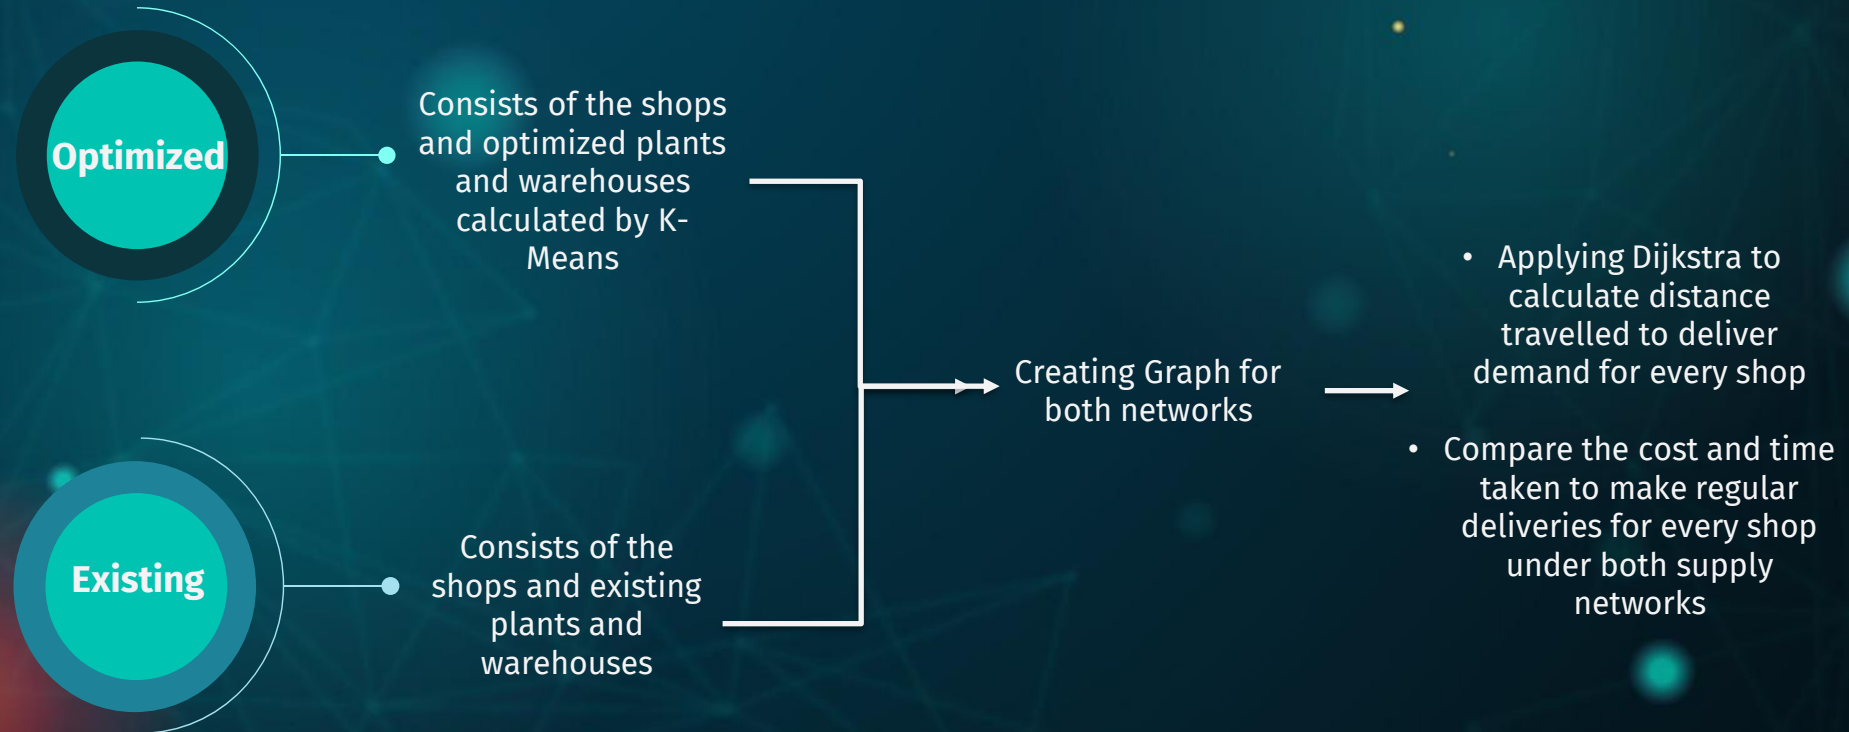 Optimized
Consists of the shops
and optimized plants
and warehouses
calculated by K-
Means
Existing
Consists of the
shops and existing
plants and
warehouses
Creating Graph for
both networks
• Applying Dijkstra to
calculate distance
travelled to deliver
demand for every shop
• Compare the cost and time
taken to make regular
deliveries for every shop
under both supply
networks